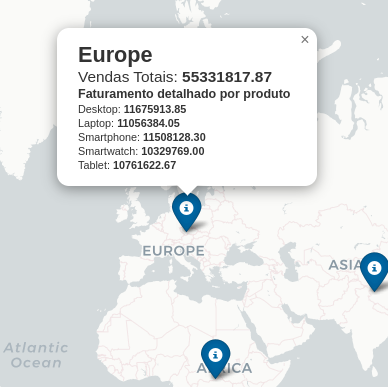 ×
Europe
Vendas Totais: 55331817.87
Faturamento detalhado por produto
Desktop: 11675913.85
Laptop: 11056384.05
Smartphone: 11508128.30
Smartwatch: 10329769.00
Tablet: 10761622.67
EUROPE
ASIA
Atlantic
Ocean
AFRICA